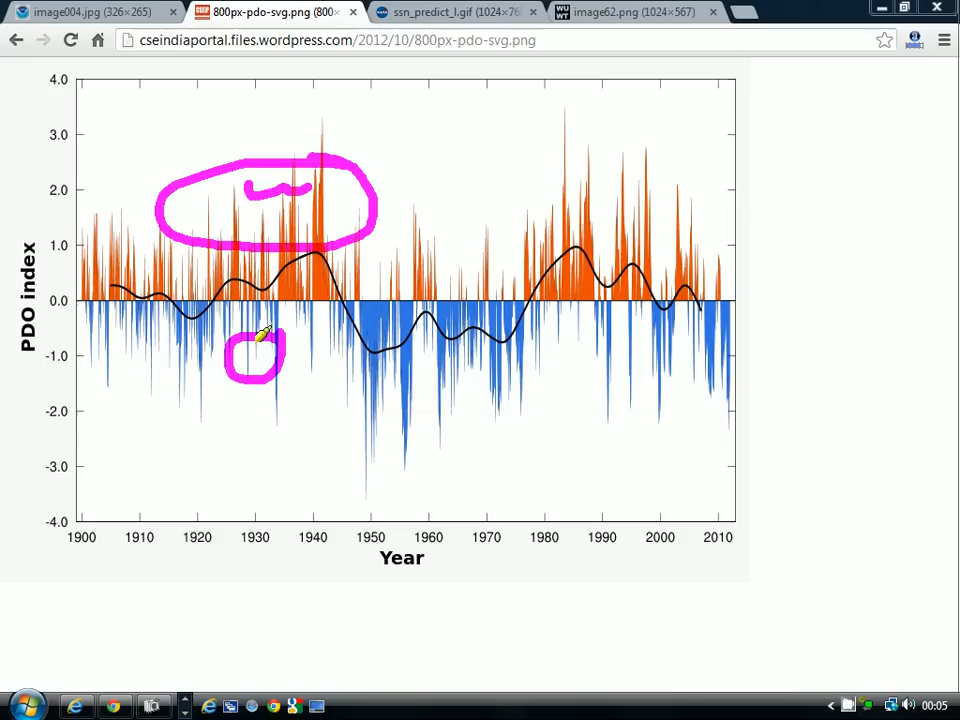 image004.jpg (326×265)
800px-pdo-svg.png (800×
ssn_predict_l.gif (1024×76
image62.png (1024×567)
cseindiaportal.files.wordpress.com/2012/10/800px-pdo-svg.png
4.0
3.0
2.0
1.0
0.0
-1.0
-2.0
-3.0
-4.0
PDO index
1900 1910 1920 1930 1940 1950 1960 1970 1980 1990 2000 2010
Year
00:05